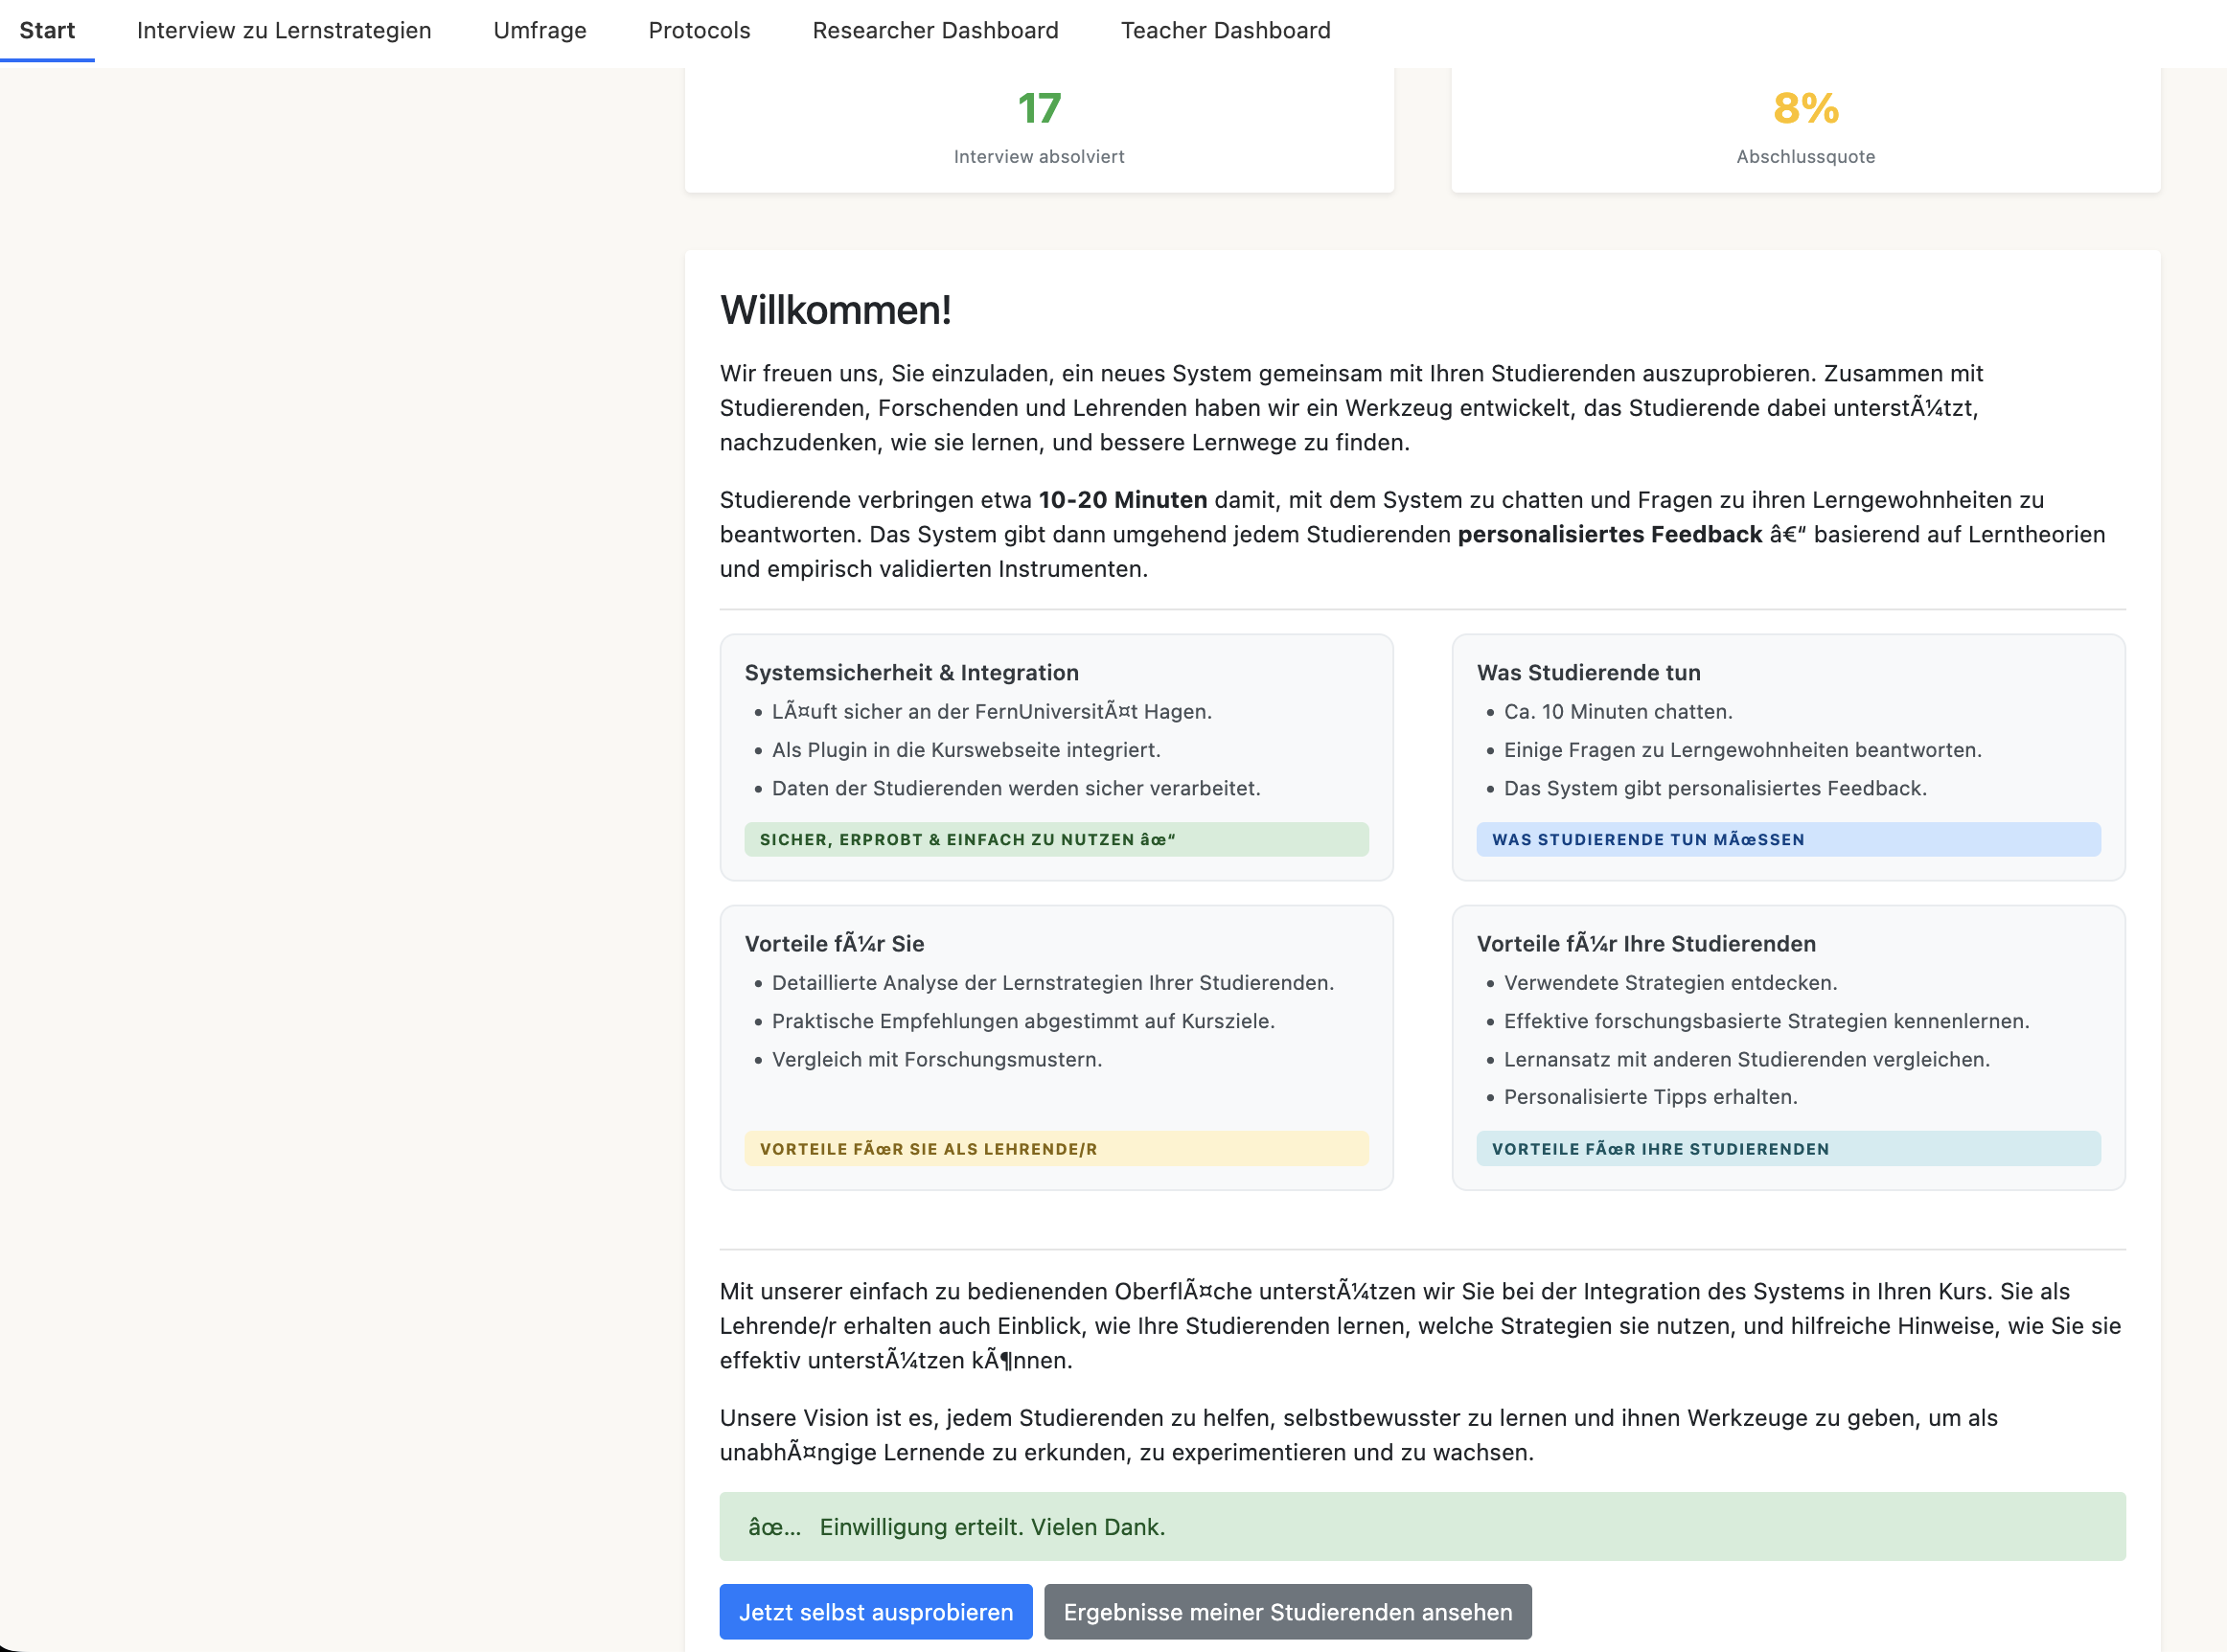 Start Interview zu Lernstrategien Umfrage Protocols Researcher Dashboard Teacher Dashboard
17
Interview absolviert
8%
Abschlussquote
Willkommen!
Wir freuen uns, Sie einzuladen, ein neues System gemeinsam mit Ihren Studierenden auszuprobieren. Zusammen mit
Studierenden, Forschenden und Lehrenden haben wir ein Werkzeug entwickelt, das Studierende dabei unterstÃ¼tzt,
nachzudenken, wie sie lernen, und bessere Lernwege zu finden.
Studierende verbringen etwa 10-20 Minuten damit, mit dem System zu chatten und Fragen zu ihren Lerngewohnheiten zu
beantworten. Das System gibt dann umgehend jedem Studierenden personalisiertes Feedback â€“ basierend auf Lerntheorien
und empirisch validierten Instrumenten.
Systemsicherheit & Integration
• LÃ¤uft sicher an der FernUniversitÃ¤t Hagen.
• Als Plugin in die Kurswebseite integriert.
• Daten der Studierenden werden sicher verarbeitet.
SICHER, ERPROBT & EINFACH ZU NUTZEN âœ“
Was Studierende tun
• Ca. 10 Minuten chatten.
• Einige Fragen zu Lerngewohnheiten beantworten.
• Das System gibt personalisiertes Feedback.
WAS STUDIERENDE TUN MÃœSSEN
Vorteile fÃ¼r Sie
• Detaillierte Analyse der Lernstrategien Ihrer Studierenden.
• Praktische Empfehlungen abgestimmt auf Kursziele.
• Vergleich mit Forschungsmustern.
VORTEILE FÃœR SIE ALS LEHRENDE/R
Vorteile fÃ¼r Ihre Studierenden
• Verwendete Strategien entdecken.
• Effektive forschungsbasierte Strategien kennenlernen.
• Lernansatz mit anderen Studierenden vergleichen.
• Personalisierte Tipps erhalten.
VORTEILE FÃœR IHRE STUDIERENDEN
Mit unserer einfach zu bedienenden OberflÃ¤che unterstÃ¼tzen wir Sie bei der Integration des Systems in Ihren Kurs. Sie als
Lehrende/r erhalten auch Einblick, wie Ihre Studierenden lernen, welche Strategien sie nutzen, und hilfreiche Hinweise, wie Sie sie
effektiv unterstÃ¼tzen kÃ¶nnen.
Unsere Vision ist es, jedem Studierenden zu helfen, selbstbewusster zu lernen und ihnen Werkzeuge zu geben, um als
unabhÃ¤ngige Lernende zu erkunden, zu experimentieren und zu wachsen.
âœ… Einwilligung erteilt. Vielen Dank.
Jetzt selbst ausprobieren Ergebnisse meiner Studierenden ansehen